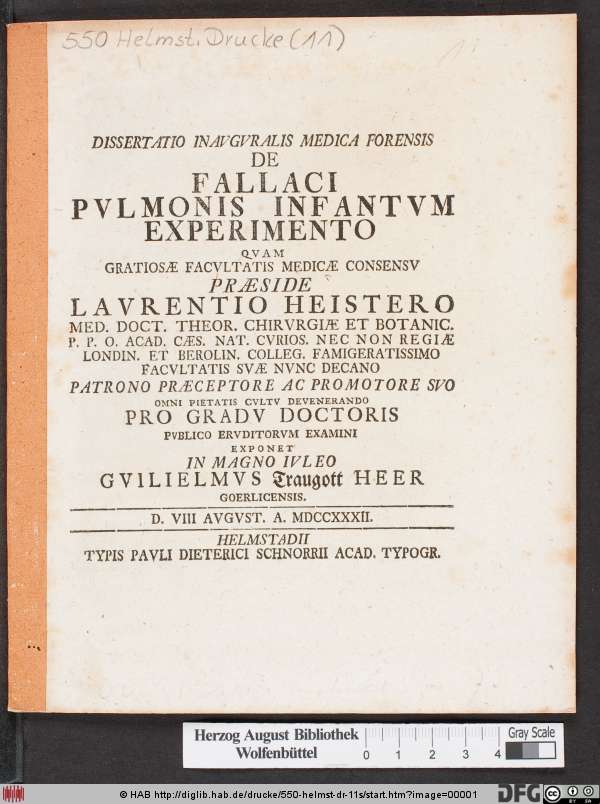 550 Helmst. Drucke (11)
DISSERTATIO INAVGVRALIS MEDICA FORENSIS
DE
FALLACI
PVLMONIS INFANTVM
EXPERIMENTO
QVAM
GRATIOSÆ FACVLTATIS MEDICÆ CONSENSV
PRÆSIDE
LAVRENTIO HEISTERO
MED. DOCT. THEOR. CHIRVRGIÆ ET BOTANIC.
P. P. O. ACAD. CÆS. NAT. CVRIOS. NEC NON REGIÆ
LONDIN. ET BEROLIN. COLLEG. FAMIGERATISSIMO
FACVLTATIS SVÆ NVNC DECANO
PATRONO PRÆCEPTORE AC PROMOTORE SVO
OMNI PIETATIS CVLTV DEVENERANDO
PRO GRADV DOCTORIS
PVBLICO ERVDITORVM EXAMINI
EXPONET
IN MAGNO IVLEO
GVILIELMVS Traugott HEER
GOERLICENSIS.
D. VIII AVGVST. A. MDCCXXXII.
HELMSTADII
TYPIS PAVLI DIETERICI SCHNORRII ACAD. TYPOGR.
Herzog August Bibliothek
Wolfenbüttel
0 1 2 3 4
Gray Scale
© HAB http://diglib.hab.de/drucke/550-helmst-dr-11s/start.htm?image=00001
DFG